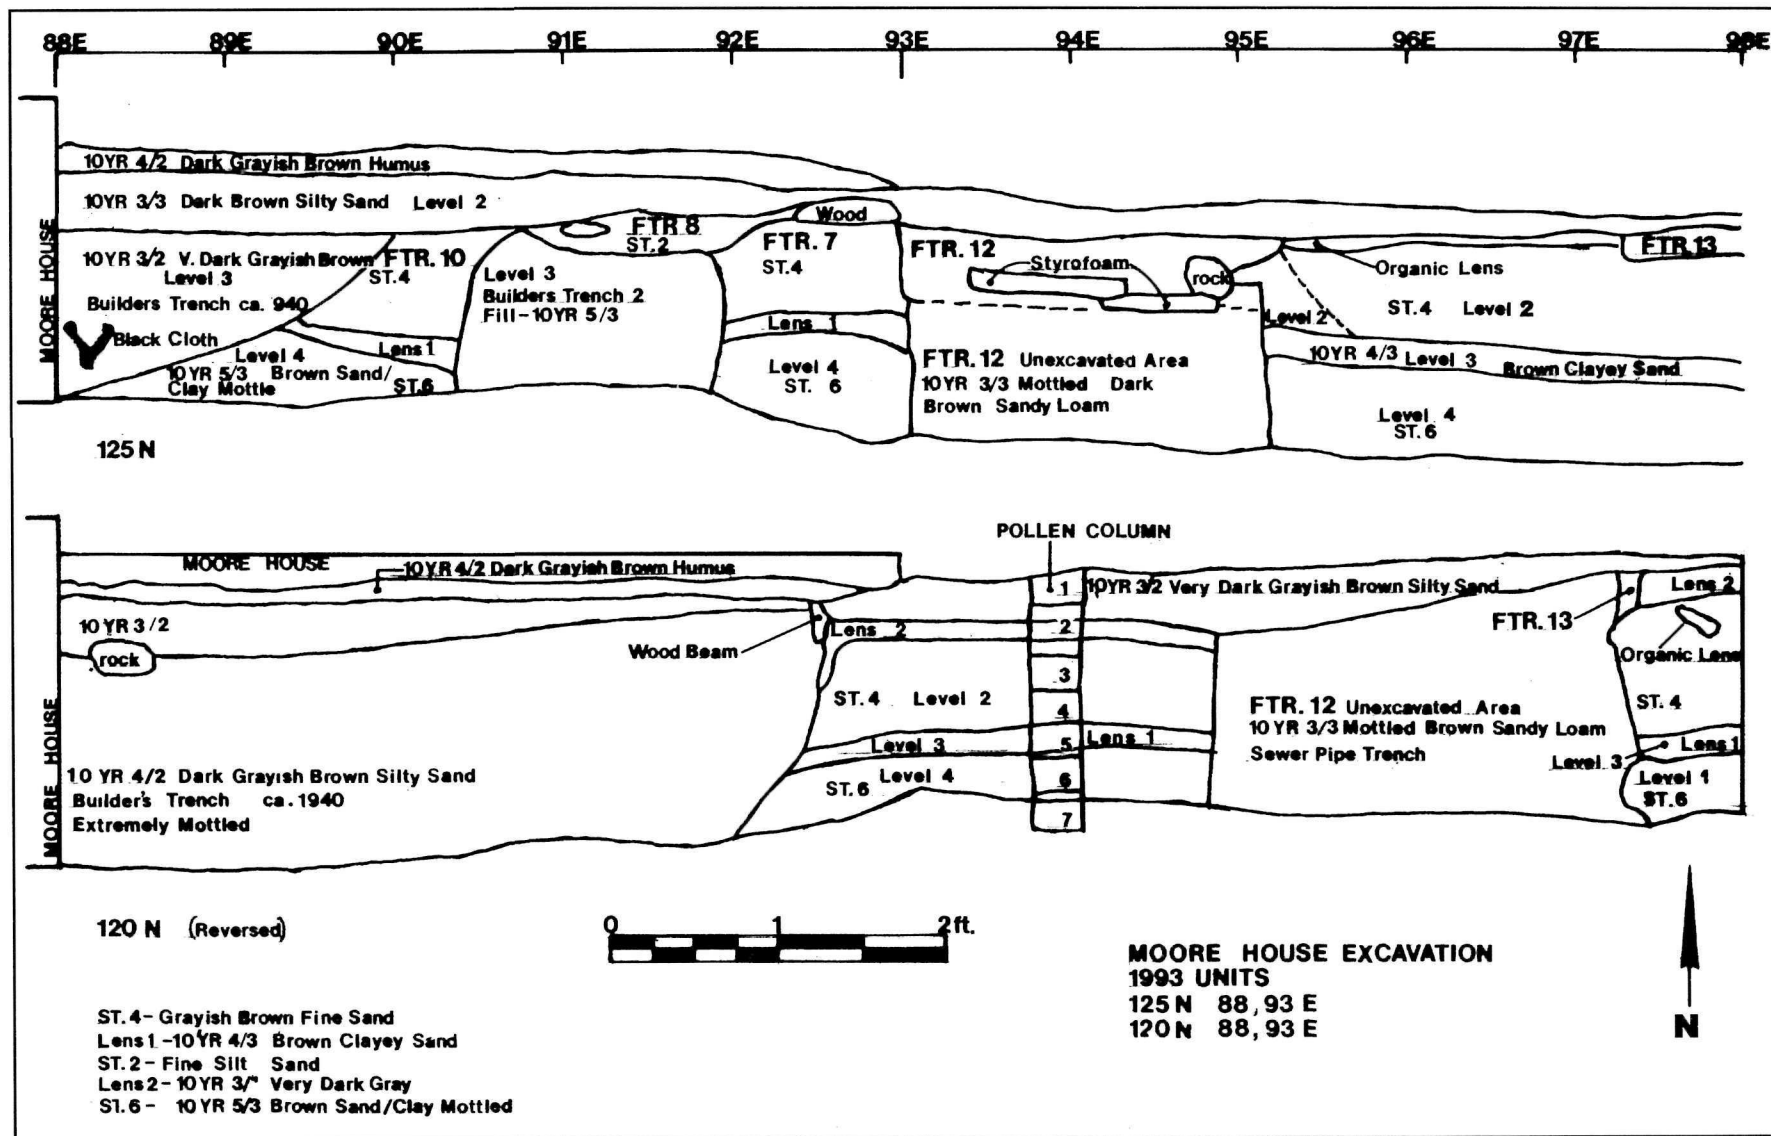 88E 89E 90E 91E 92E 93E 94E 95E 96E 97E 98E
MOORE HOUSE
10YR 4/2 Dark Grayish Brown Humus
10YR 3/3 Dark Brown Silty Sand Level 2
10YR 3/2 V. Dark Grayish Brown
Level 3
Builders Trench ca. 940
Black Cloth
FTR. 10
ST. 4
Lens 1
Level 4
10YR 5/3 Brown Sand/
Clay Mottle
ST. 6
Level 3
Builders Trench 2
Fill-10YR 5/3
FTR 8
ST. 2
Wood
FTR. 7
ST. 4
Lens
Level 4
ST. 6
FTR. 12
Styrofoam
rock
FTR. 12 Unexcavated Area
10YR 3/3 Mottled Dark
Brown Sandy Loam
FTR. 13
Organic Lens
ST. 4 Level 2
Level 2
10YR 4/3 Level 3
Brown Clayey Sand
Level 4
ST. 6
125 N
MOORE HOUSE
MOORE HOUSE
10YR 4/2 Dark Grayish Brown Humus
10 YR 3/2
rock
Wood Beam
10 YR 4/2 Dark Grayish Brown Silty Sand
Builder's Trench ca. 1940
Extremely Mottled
POLLEN COLUMN
1
2
3
4
5
6
7
10YR 3/2 Very Dark Grayish Brown Silty Sand
Lens 2
ST. 4 Level 2
Level 3
Lens 1
Level 4
ST. 6
FTR. 12 Unexcavated Area
10 YR 3/3 Mottled Brown Sandy Loam
Sewer Pipe Trench
FTR. 13
Lens 2
Organic Lens
ST. 4
Lens 1
Level 3
Level 1
ST. 6
120 N (Reversed)
0 1 2 ft.
MOORE HOUSE EXCAVATION
1993 UNITS
125 N 88, 93 E
120 N 88, 93 E
N
ST. 4- Grayish Brown Fine Sand
Lens 1 -10YR 4/3 Brown Clayey Sand
ST. 2- Fine Silt Sand
Lens 2- 10YR 3/" Very Dark Gray
S1. 6- 10YR 5/3 Brown Sand/Clay Mottled